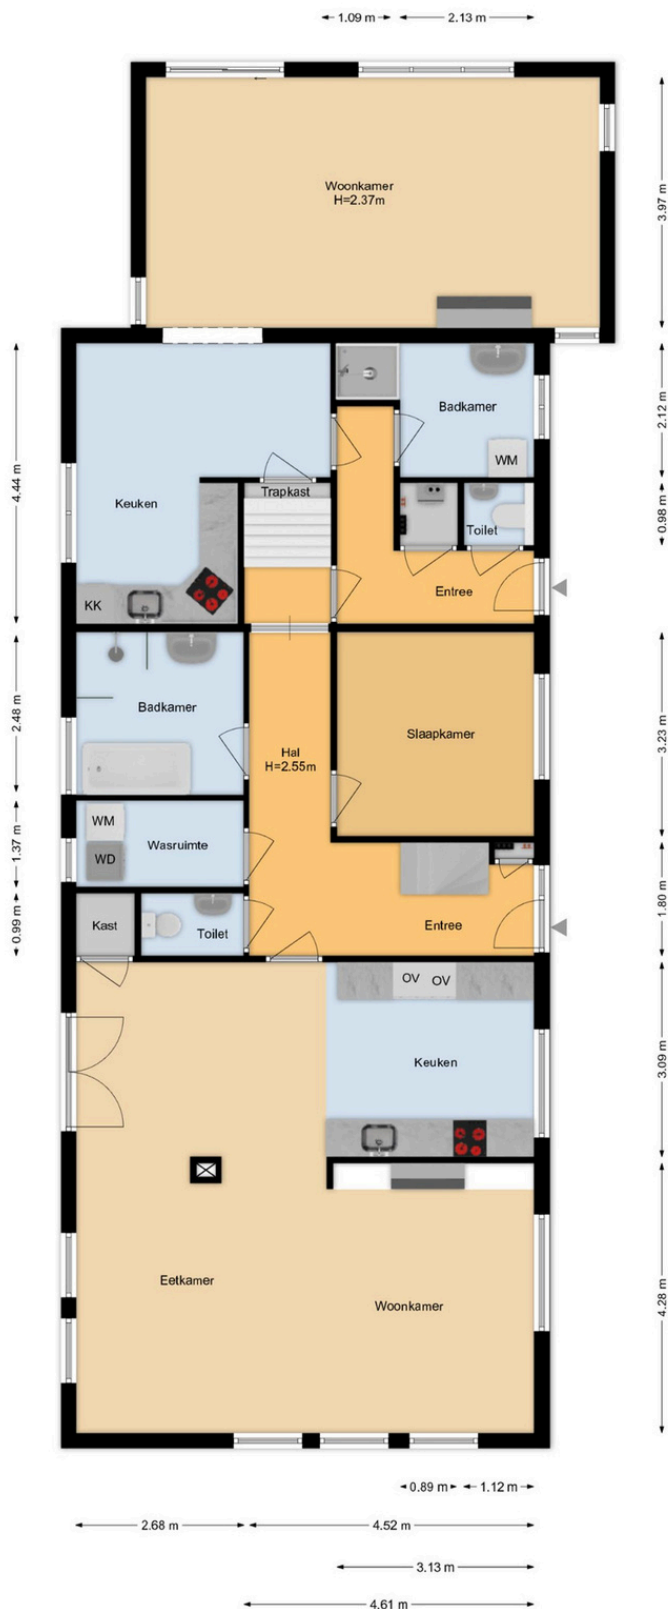 1.09 m
2.13 m
Woonkamer
H=2.37m
3.97 m
Badkamer
WM
2.12 m
4.44 m
Keuken
Trapkast
Toilet
0.98 m
KK
Entree
Badkamer
2.48 m
Hal
H=2.55m
Slaapkamer
3.23 m
WM
WD
Wasruimte
1.37 m
Kast
Toilet
0.99 m
Entree
1.80 m
OV
OV
Keuken
3.09 m
Eetkamer
Woonkamer
4.28 m
0.89 m
1.12 m
2.68 m
4.52 m
3.13 m
4.61 m